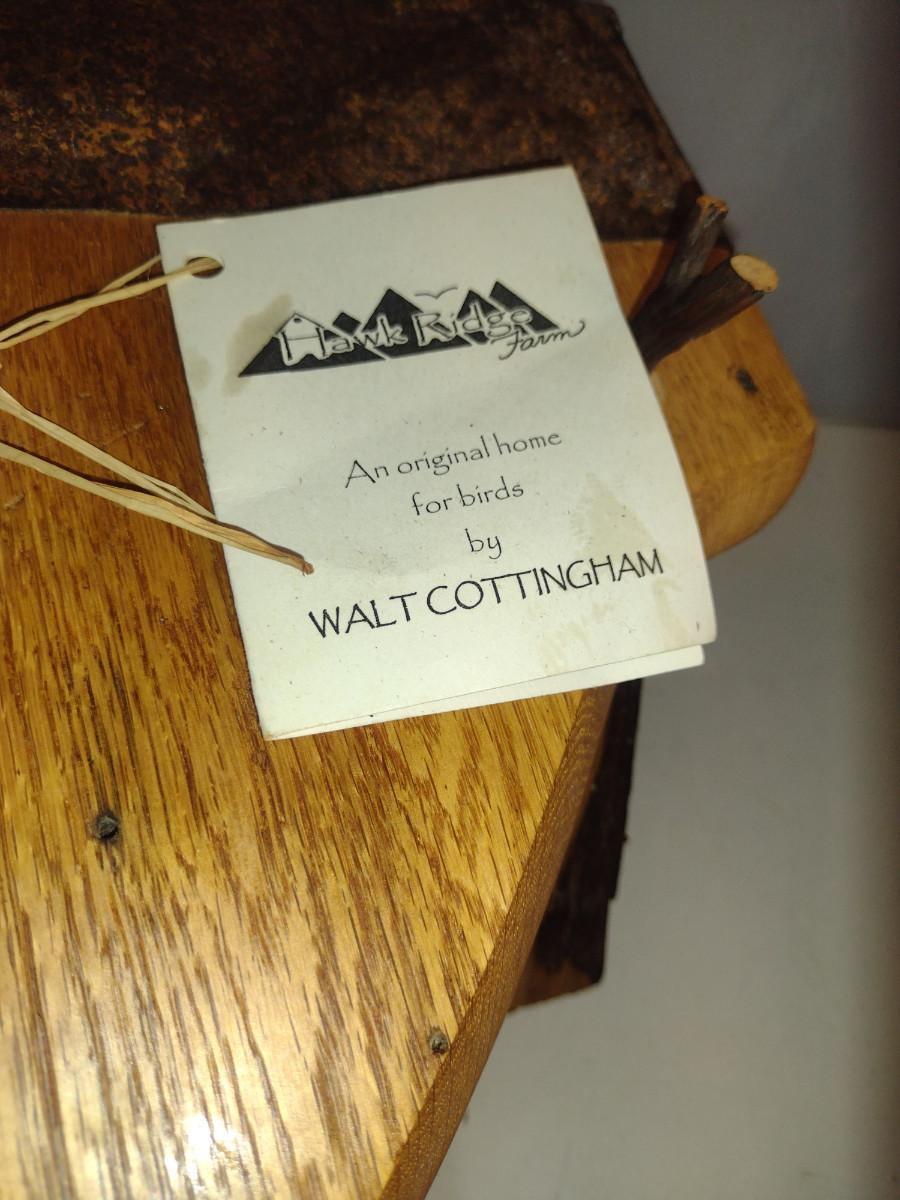 Hawk Ridge
Farm
An original home
for birds
by
WALT COTTINGHAM